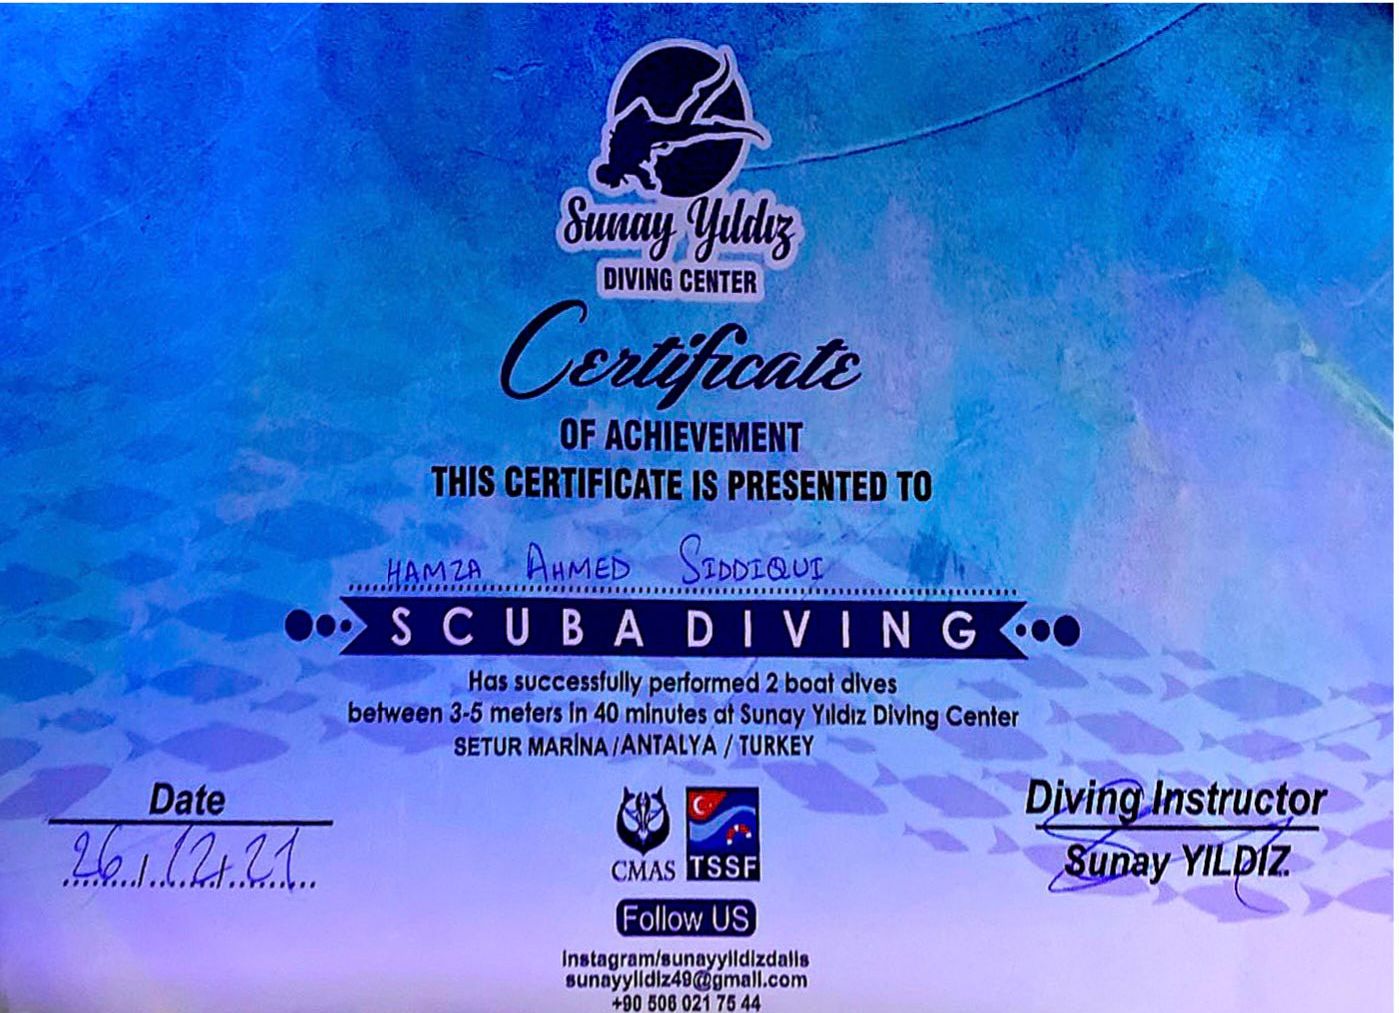 Sunay Yıldız
DIVING CENTER
Certificate
OF ACHIEVEMENT
THIS CERTIFICATE IS PRESENTED TO
HAMZA AHMED SIDDIQUI
SCUBA DIVING
Has successfully performed 2 boat dives
between 3-5 meters in 40 minutes at Sunay Yıldız Diving Center
SETUR MARİNA / ANTALYA / TURKEY
Date
26/12/21
Diving Instructor
Sunay YILDIZ
CMAS
TSSF
Follow US
instagram/sunayyildizdalis
sunayyildiz49@gmail.com
+90 506 021 75 44